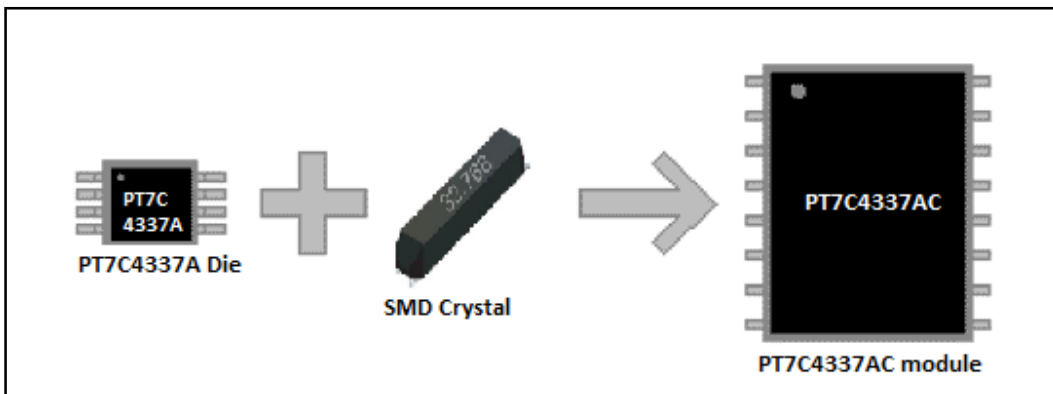 PT7C
4337A
PT7C4337A Die
32.768
SMD Crystal
PT7C4337AC
PT7C4337AC module